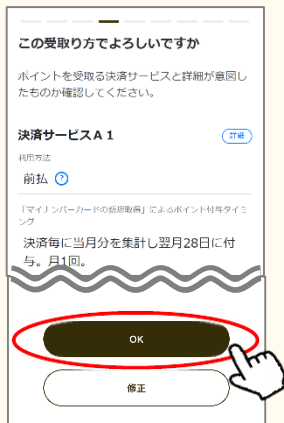 この受取り方でよろしいですか
ポイントを受取る決済サービスと詳細が意図し
たものか確認してください。
決済サービスA1
詳細
利用方法
前払 ?
「マイナンバーカードの新規取得」によるポイント付与タイミ
ング
決済毎に当月分を集計し翌月28日に付
与。月1回。
OK
修正